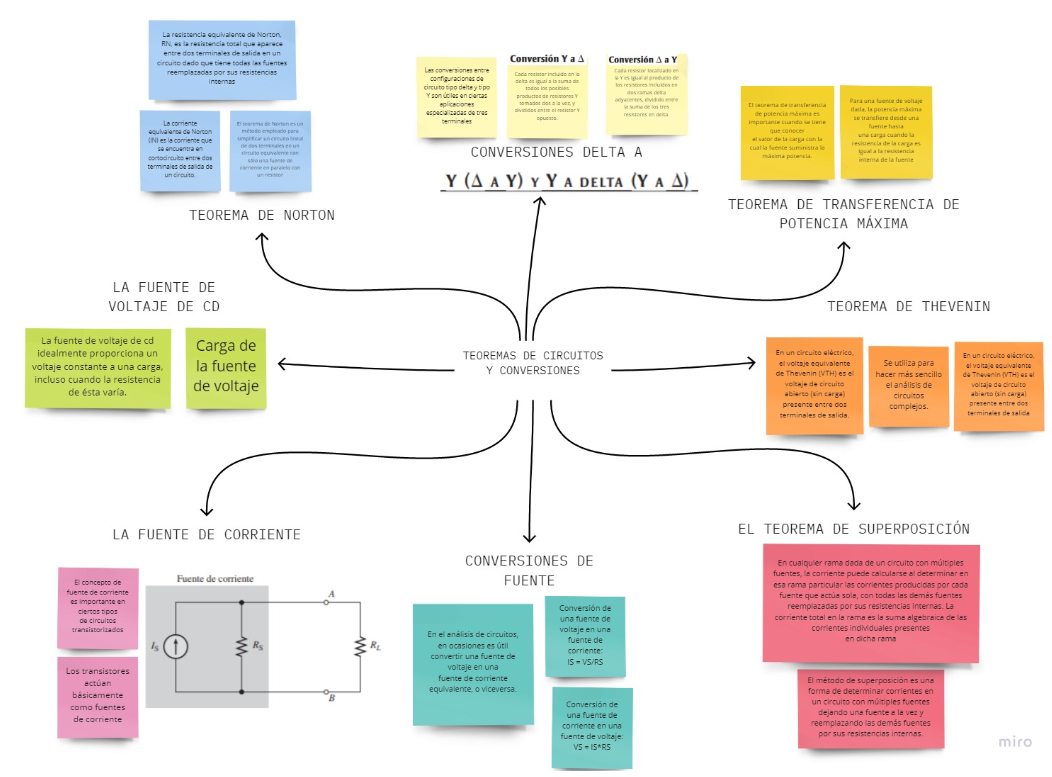 La resistencia equivalente de Norton,
RN, es la resistencia total que aparece
entre dos terminales de salida en un
circuito dado que tiene todas las fuentes
reemplazadas por sus resistencias
internas
La corriente
equivalente de Norton
(IN) es la corriente que
se encuentra en
cortocircuito entre dos
terminales de salida de
un circuito.
El teorema de Norton es un
método empleado para
simplificar un circuito lineal
de dos terminales en un
circuito equivalente con
sólo una fuente de
corriente en paralelo con
un resistor
TEOREMA DE NORTON
Las conversiones entre
configuraciones de
circuito tipo delta y tipo
Y son útiles en ciertas
aplicaciones
especializadas de tres
terminales
Conversión Y a Δ
Cada resistor incluido en la
delta es igual a la suma de
todos los posibles
productos de resistores Y
tomados dos a la vez, y
divididos entre el resistor Y
opuesto.
Conversión Δ a Y
Cada resistor localizado en
la Y es igual al producto de
los resistores incluidos en
dos ramas delta
adyacentes, dividido entre
la suma de los tres
resistores en delta.
CONVERSIONES DELTA A
Y (Δ A Y) Y Y A DELTA (Y A Δ)
El teorema de transferencia
de potencia máxima es
importante cuando se tiene
que conocer
el valor de la carga con la
cual la fuente suministra la
máxima potencia.
Para una fuente de voltaje
dada, la potencia máxima
se transfiere desde una
fuente hasta
una carga cuando la
resistencia de la carga es
igual a la resistencia
interna de la fuente
TEOREMA DE TRANSFERENCIA DE
POTENCIA MÁXIMA
LA FUENTE DE
VOLTAJE DE CD
La fuente de voltaje de cd
idealmente proporciona un
voltaje constante a una carga,
incluso cuando la resistencia
de ésta varía.
Carga de
la fuente
de voltaje
TEOREMAS DE CIRCUITOS
Y CONVERSIONES
TEOREMA DE THEVENIN
En un circuito eléctrico,
el voltaje equivalente
de Thevenin (VTH) es el
voltaje de circuito
abierto (sin carga)
presente entre dos
terminales de salida.
Se utiliza para
hacer más sencillo
el análisis de
circuitos
complejos.
En un circuito eléctrico,
el voltaje equivalente
de Thevenin (VTH) es el
voltaje de circuito
abierto (sin carga)
presente entre dos
terminales de salida
LA FUENTE DE CORRIENTE
El concepto de
fuente de corriente
es importante en
ciertos tipos
de circuitos
transistorizados
Los transistores
actúan
básicamente
como fuentes
de corriente
Fuente de corriente
IS
RS
A
RL
B
CONVERSIONES DE
FUENTE
En el análisis de circuitos,
en ocasiones es útil
convertir una fuente de
voltaje en una
fuente de corriente
equivalente, o viceversa.
Conversión de
una fuente de
voltaje en una
fuente de
corriente:
IS = VS/RS
Conversión de
una fuente de
corriente en una
fuente de voltaje:
VS = IS*RS
EL TEOREMA DE SUPERPOSICIÓN
En cualquier rama dada de un circuito con múltiples
fuentes, la corriente puede calcularse al determinar en
esa rama particular las corrientes producidas por cada
fuente que actúa sola, con todas las demás fuentes
reemplazadas por sus resistencias internas. La
corriente total en la rama es la suma algebraica de las
corrientes individuales presentes
en dicha rama
El método de superposición es una
forma de determinar corrientes en
un circuito con múltiples fuentes
dejando una fuente a la vez y
reemplazando las demás fuentes
por sus resistencias internas.
miro